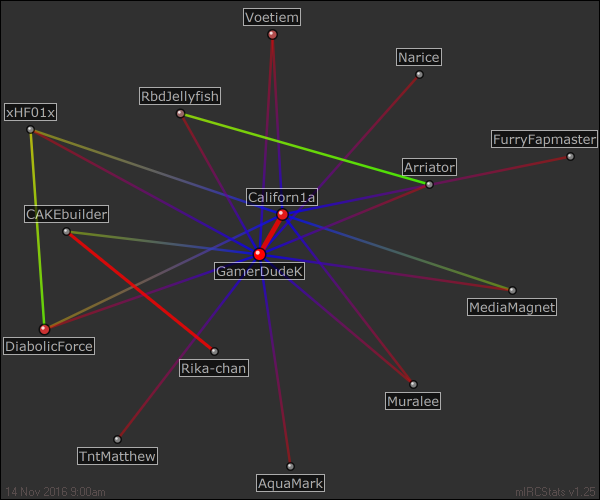 Voetiem
Narice
RbdJellyfish
xHF01x
FurryFapmaster
Arriator
Californ1a
CAKEbuilder
GamerDudeK
MediaMagnet
DiabolicForce
Rika-chan
Muralee
TntMatthew
AquaMark
14 Nov 2016 9:00am
mIRCStats v1.25